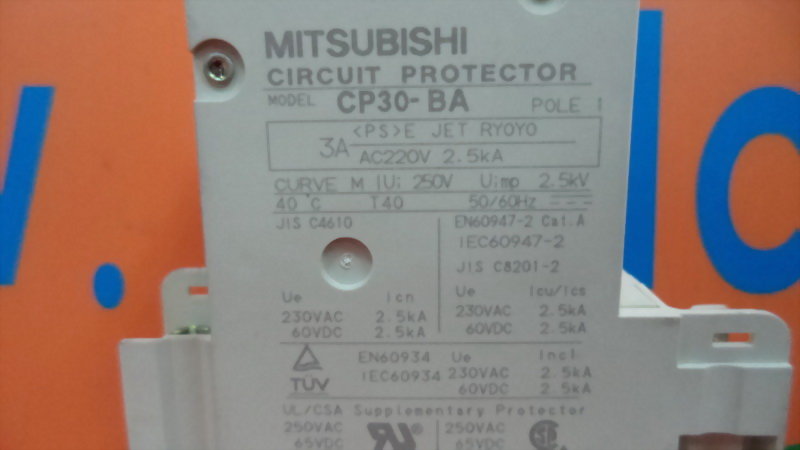 MITSUBISHI
CIRCUIT PROTECTOR
MODEL CP30-BA POLE 1
3A <PS>E JET RYOYO
AC220V 2.5kA
CURVE M Ui 250V Uimp 2.5kV
40°C T40 50/60Hz
JIS C4610 EN60947-2 Cat.A
IEC60947-2
JIS C8201-2
Ue Icn Ue Icu/Ics
230VAC 2.5kA 230VAC 2.5kA
60VDC 2.5kA 60VDC 2.5kA
EN60934 Ue Inc1
TÜV IEC60934 230VAC 2.5kA
60VDC 2.5kA
UL/CSA Supplementary Protector
250VAC 250VAC
65VDC 65VDC